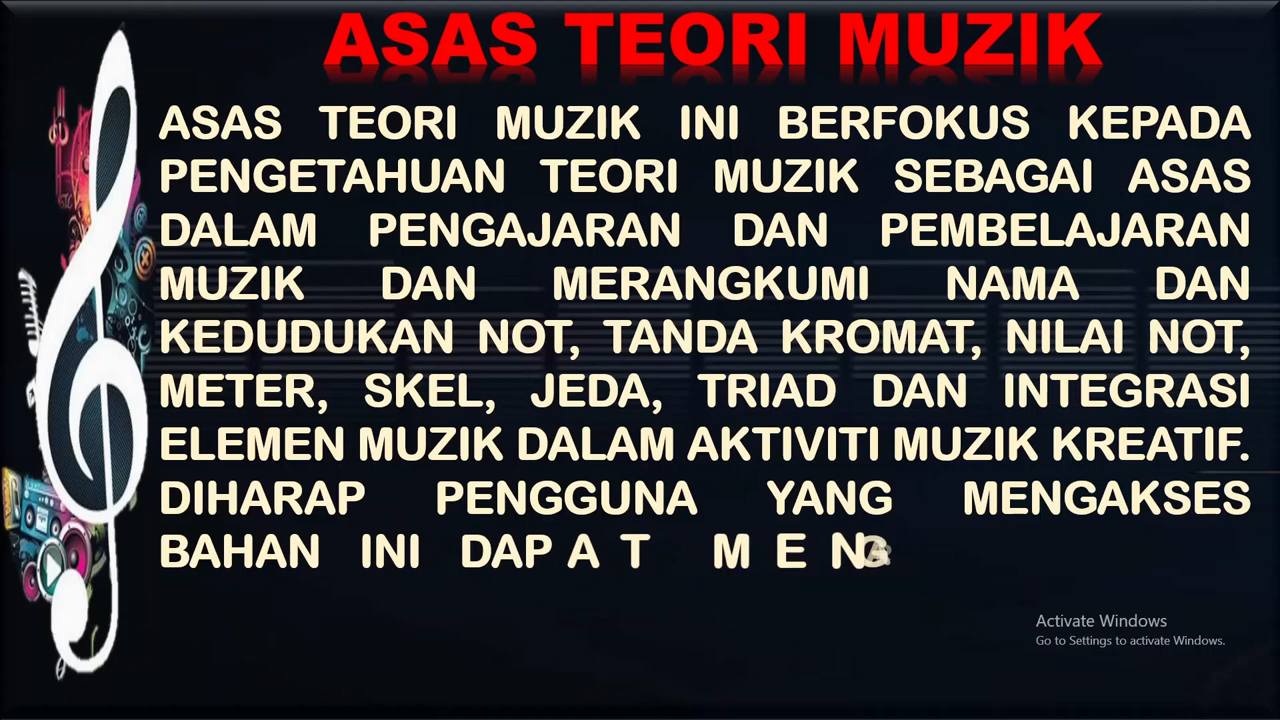 ASAS TEORI MUZIK
ASAS TEORI MUZIK INI BERFOKUS KEPADA
PENGETAHUAN TEORI MUZIK SEBAGAI ASAS
DALAM PENGAJARAN DAN PEMBELAJARAN
MUZIK DAN MERANGKUMI NAMA DAN
KEDUDUKAN NOT, TANDA KROMAT, NILAI NOT,
METER, SKEL, JEDA, TRIAD DAN INTEGRASI
ELEMEN MUZIK DALAM AKTIVITI MUZIK KREATIF.
DIHARAP PENGGUNA YANG MENGAKSES
BAHAN INI DAPAT MEN
Activate Windows
Go to Settings to activate Windows.